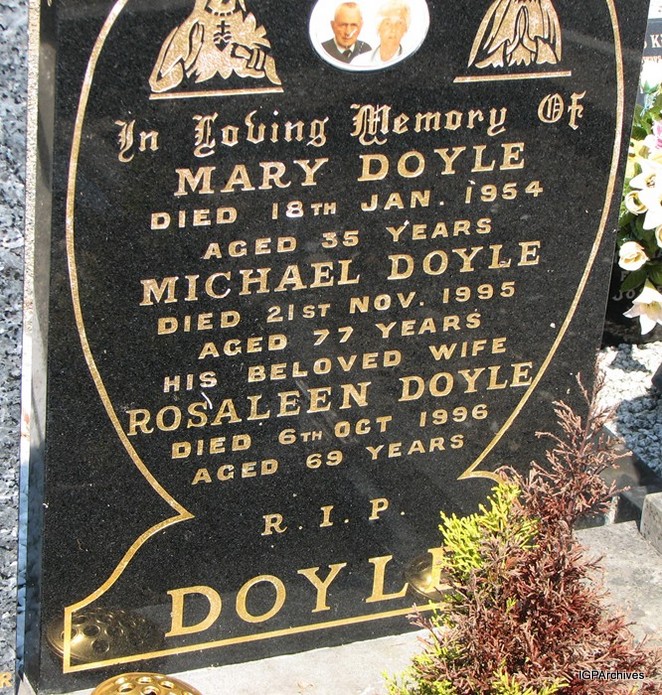 In Loving Memory Of
MARY DOYLE
DIED 18TH JAN. 1954
AGED 35 YEARS
MICHAEL DOYLE
DIED 21ST NOV. 1995
AGED 77 YEARS
HIS BELOVED WIFE
ROSALEEN DOYLE
DIED 6TH OCT 1996
AGED 69 YEARS
R. I. P.
DOYLE
IGPArchives